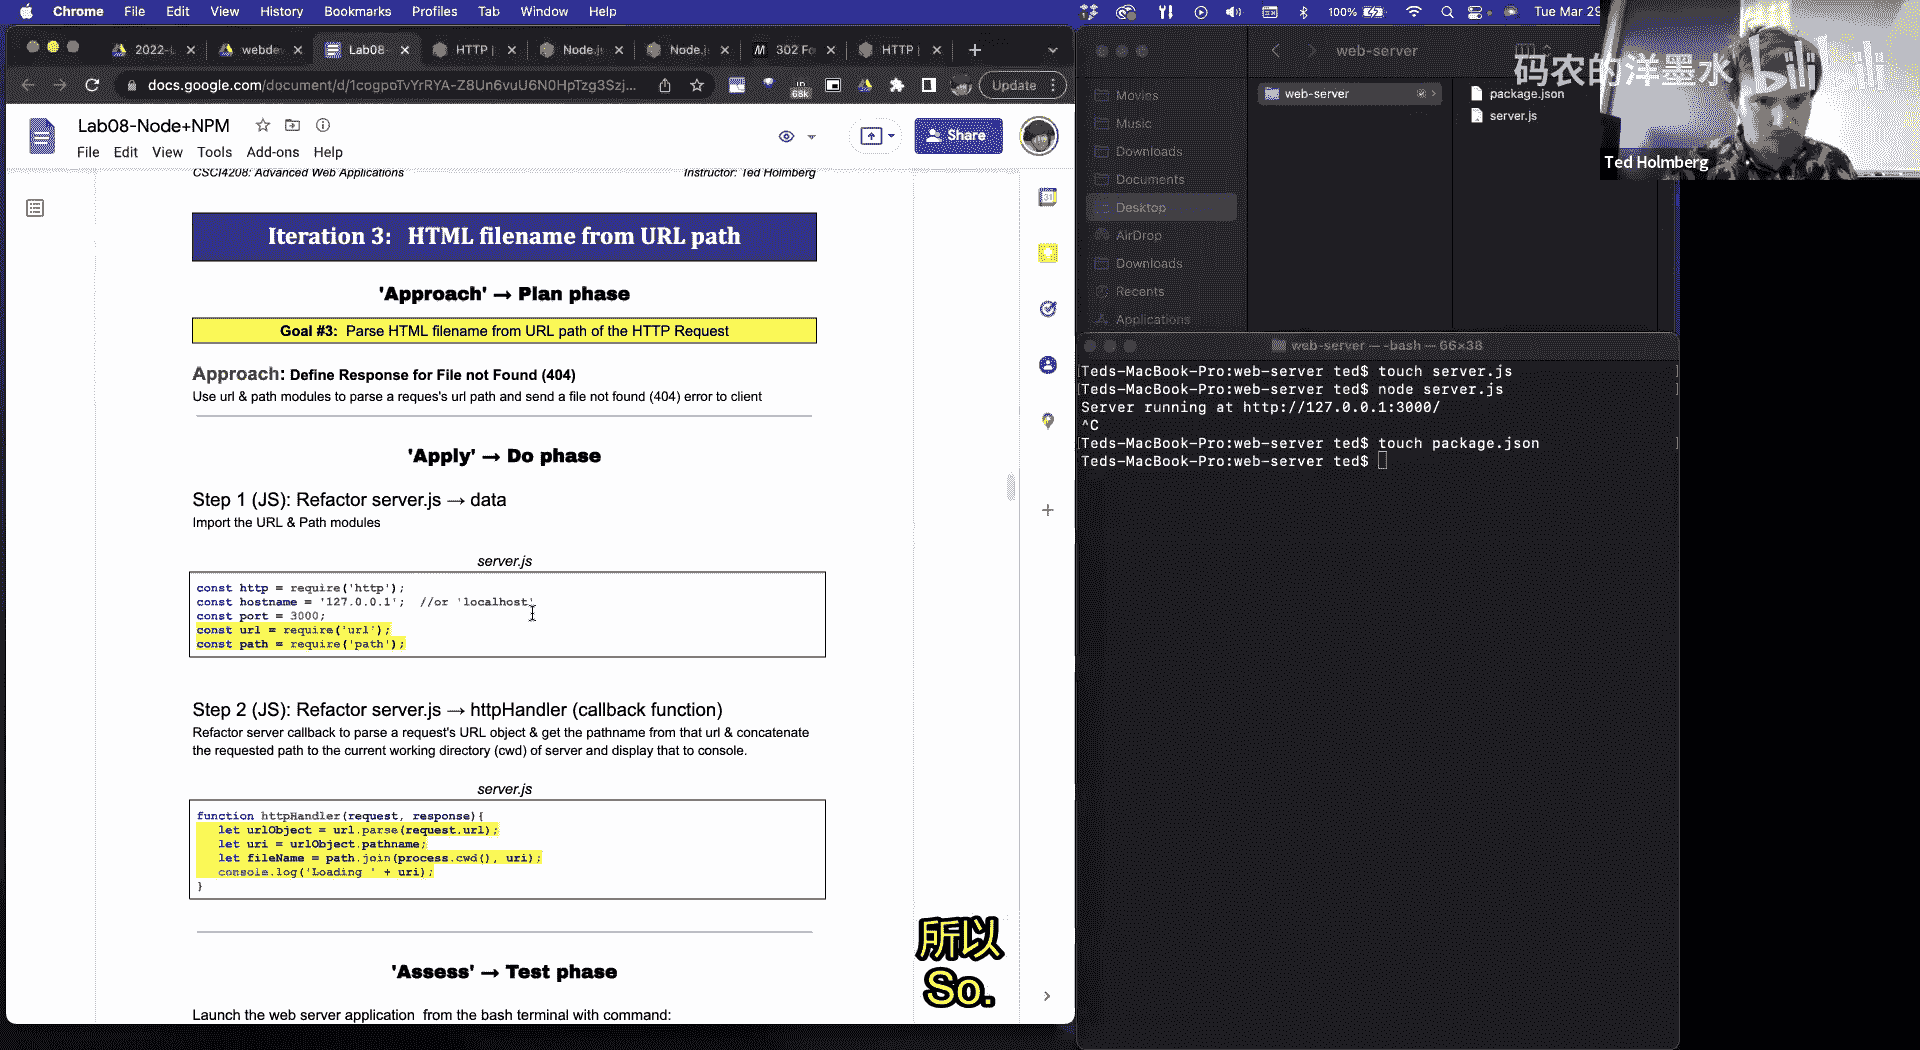 Chrome File Edit View History Bookmarks Profiles Tab Window Help
100% Tue Mar 29
2022-
webdev
Lab08-
HTTP |
Node.js
Node.js
302 Fo
HTTP |
docs.google.com/document/d/1cogpoTvYrRYA-Z8Un6vuU6N0HpTzg3Szj...
68k
Update
Lab08-Node+NPM
File Edit View Tools Add-ons Help
Share
CSCI4208: Advanced Web Applications
Instructor: Ted Holmberg
Iteration 3: HTML filename from URL path
'Approach' → Plan phase
Goal #3: Parse HTML filename from URL path of the HTTP Request
Approach: Define Response for File not Found (404)
Use url & path modules to parse a reques's url path and send a file not found (404) error to client
'Apply' → Do phase
Step 1 (JS): Refactor server.js → data
Import the URL & Path modules
server.js
const http = require('http');
const hostname = '127.0.0.1'; //or 'localhost'
const port = 3000;
const url = require('url');
const path = require('path');
Step 2 (JS): Refactor server.js → httpHandler (callback function)
Refactor server callback to parse a request's URL object & get the pathname from that url & concatenate
the requested path to the current working directory (cwd) of server and display that to console.
server.js
function httpHandler(request, response){
let urlObject = url.parse(request.url);
let uri = urlObject.pathname;
let fileName = path.join(process.cwd(), uri);
console.log('Loading ' + uri);
}
'Assess' → Test phase
Launch the web server application from the bash terminal with command:
31
所以
So.
web-server
Movies
Music
Downloads
Documents
Desktop
AirDrop
Downloads
Recents
Applications
web-server
package.json
server.js
码农的洋墨水
bilibili
Ted Holmberg
web-server — -bash — 66×38
Teds-MacBook-Pro:web-server ted$ touch server.js
Teds-MacBook-Pro:web-server ted$ node server.js
Server running at http://127.0.0.1:3000/
^C
Teds-MacBook-Pro:web-server ted$ touch package.json
Teds-MacBook-Pro:web-server ted$